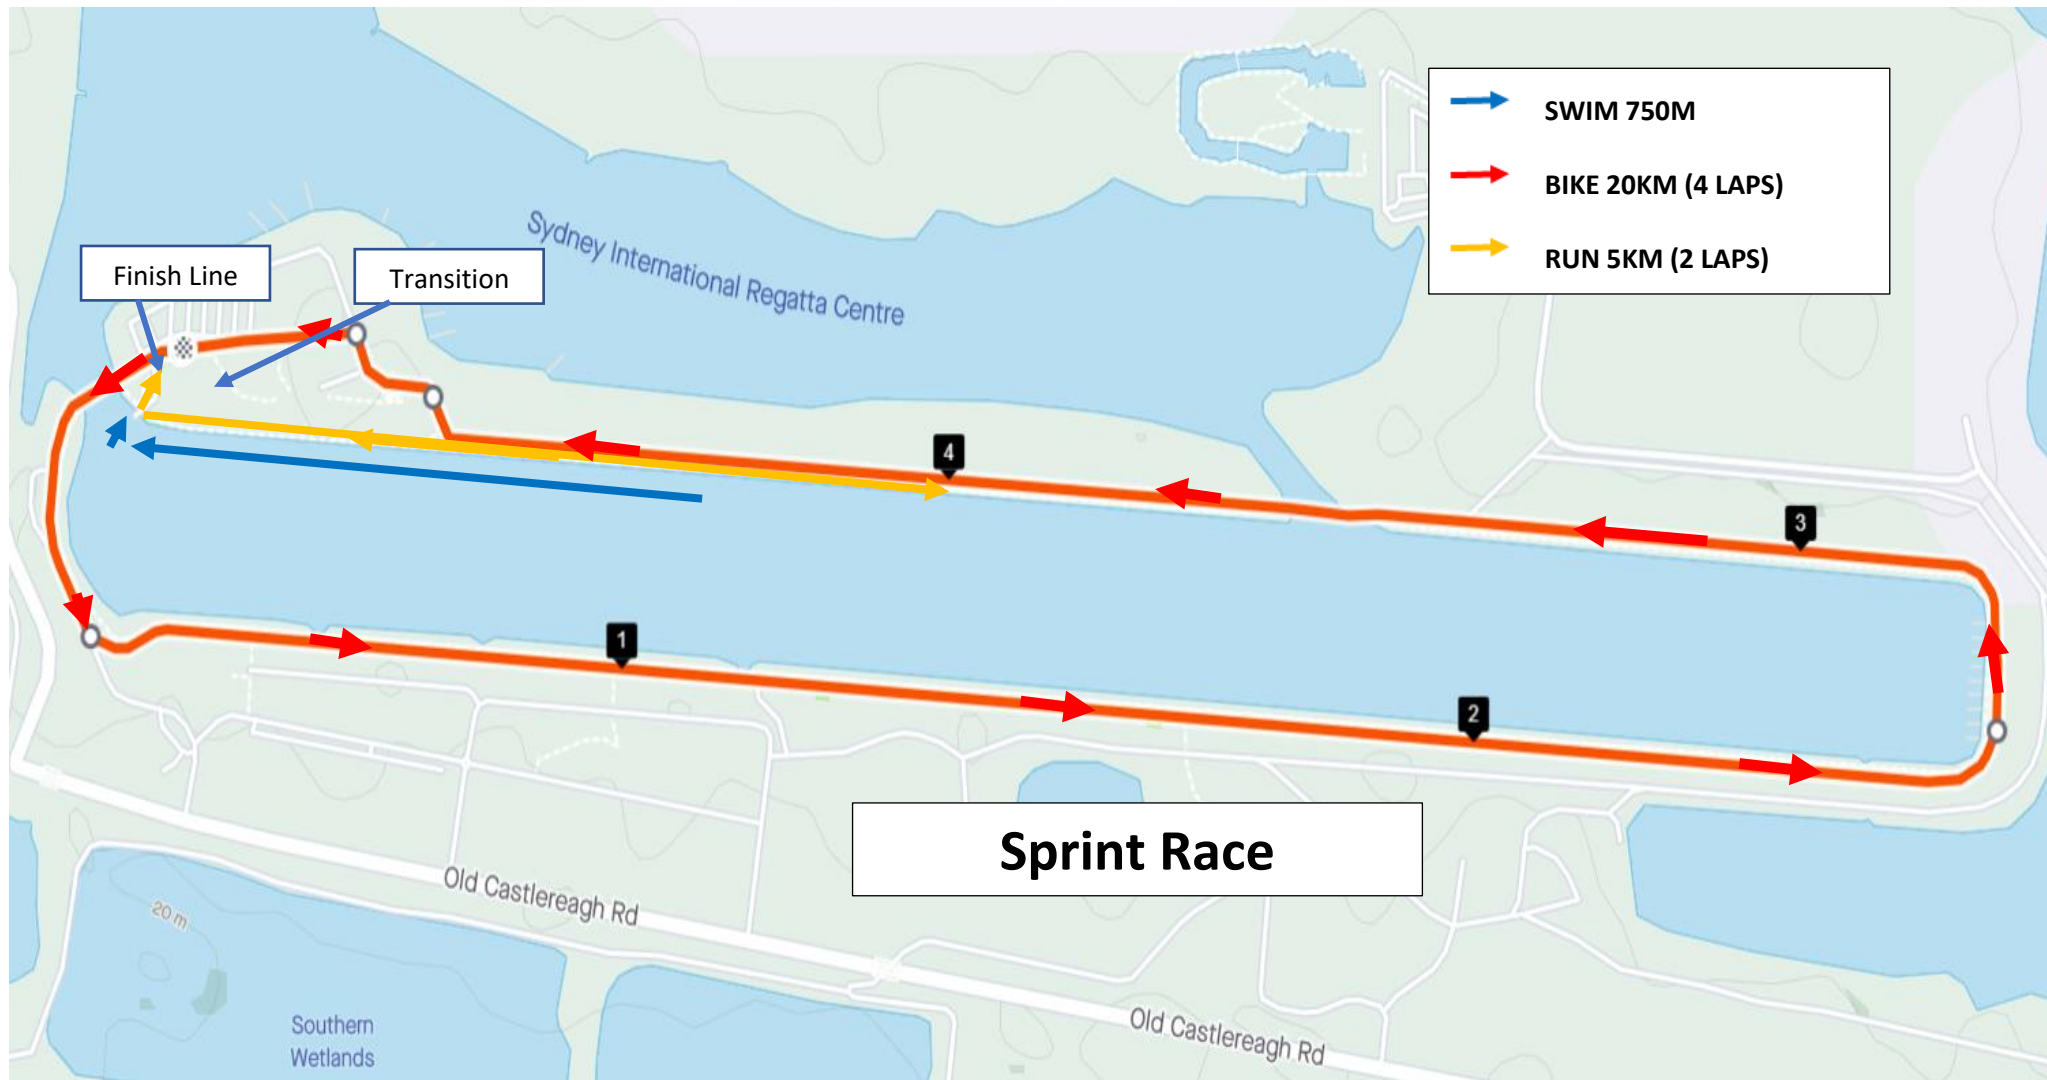 SWIM 750M
BIKE 20KM (4 LAPS)
RUN 5KM (2 LAPS)
Sydney International Regatta Centre
Finish Line
Transition
4
3
1
2
Sprint Race
Old Castlereagh Rd
20 m
Old Castlereagh Rd
Southern
Wetlands